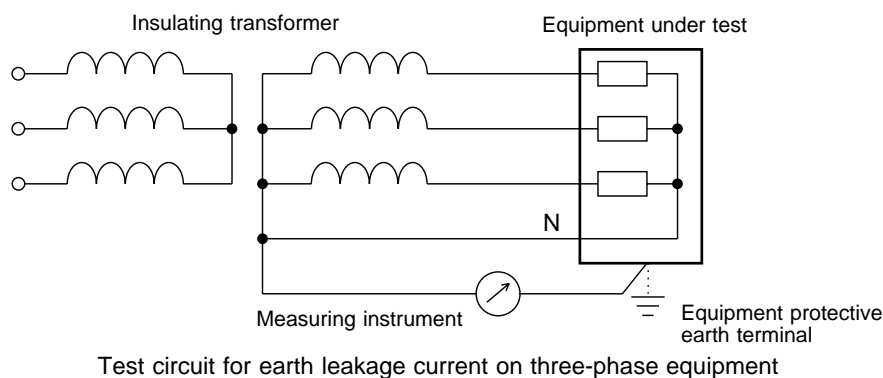 Insulating transformer
Equipment under test
N
Measuring instrument
Equipment protective
earth terminal
Test circuit for earth leakage current on three-phase equipment